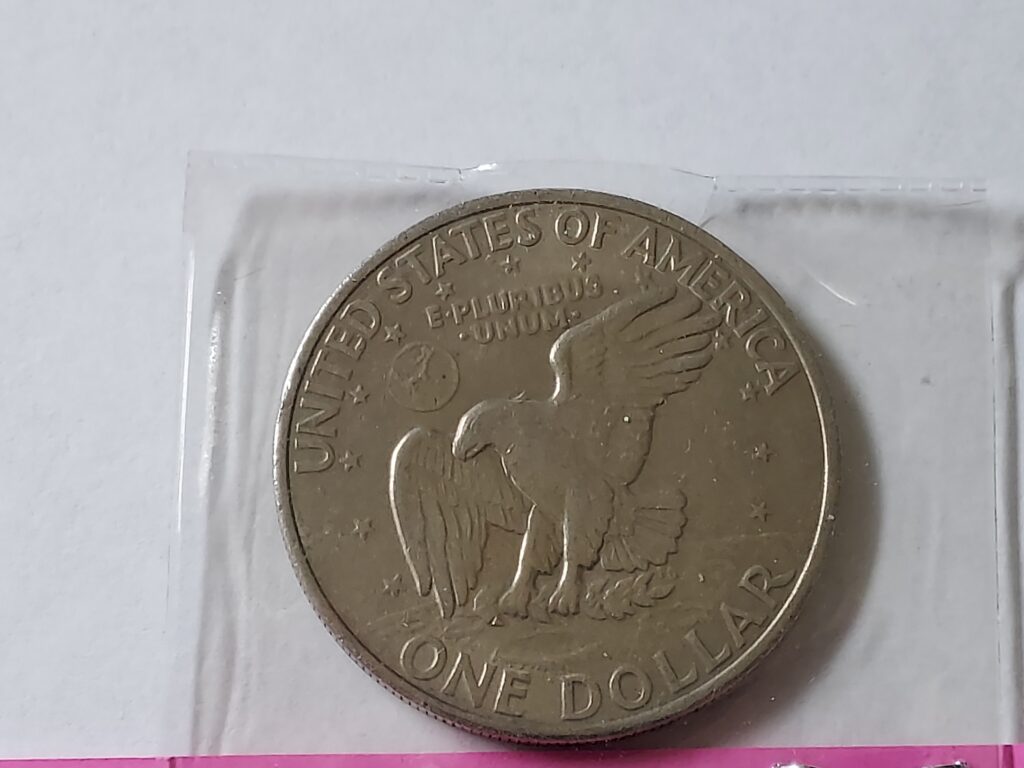 UNITED STATES OF AMERICA
E·PLURIBUS
·UNUM·
ONE DOLLAR